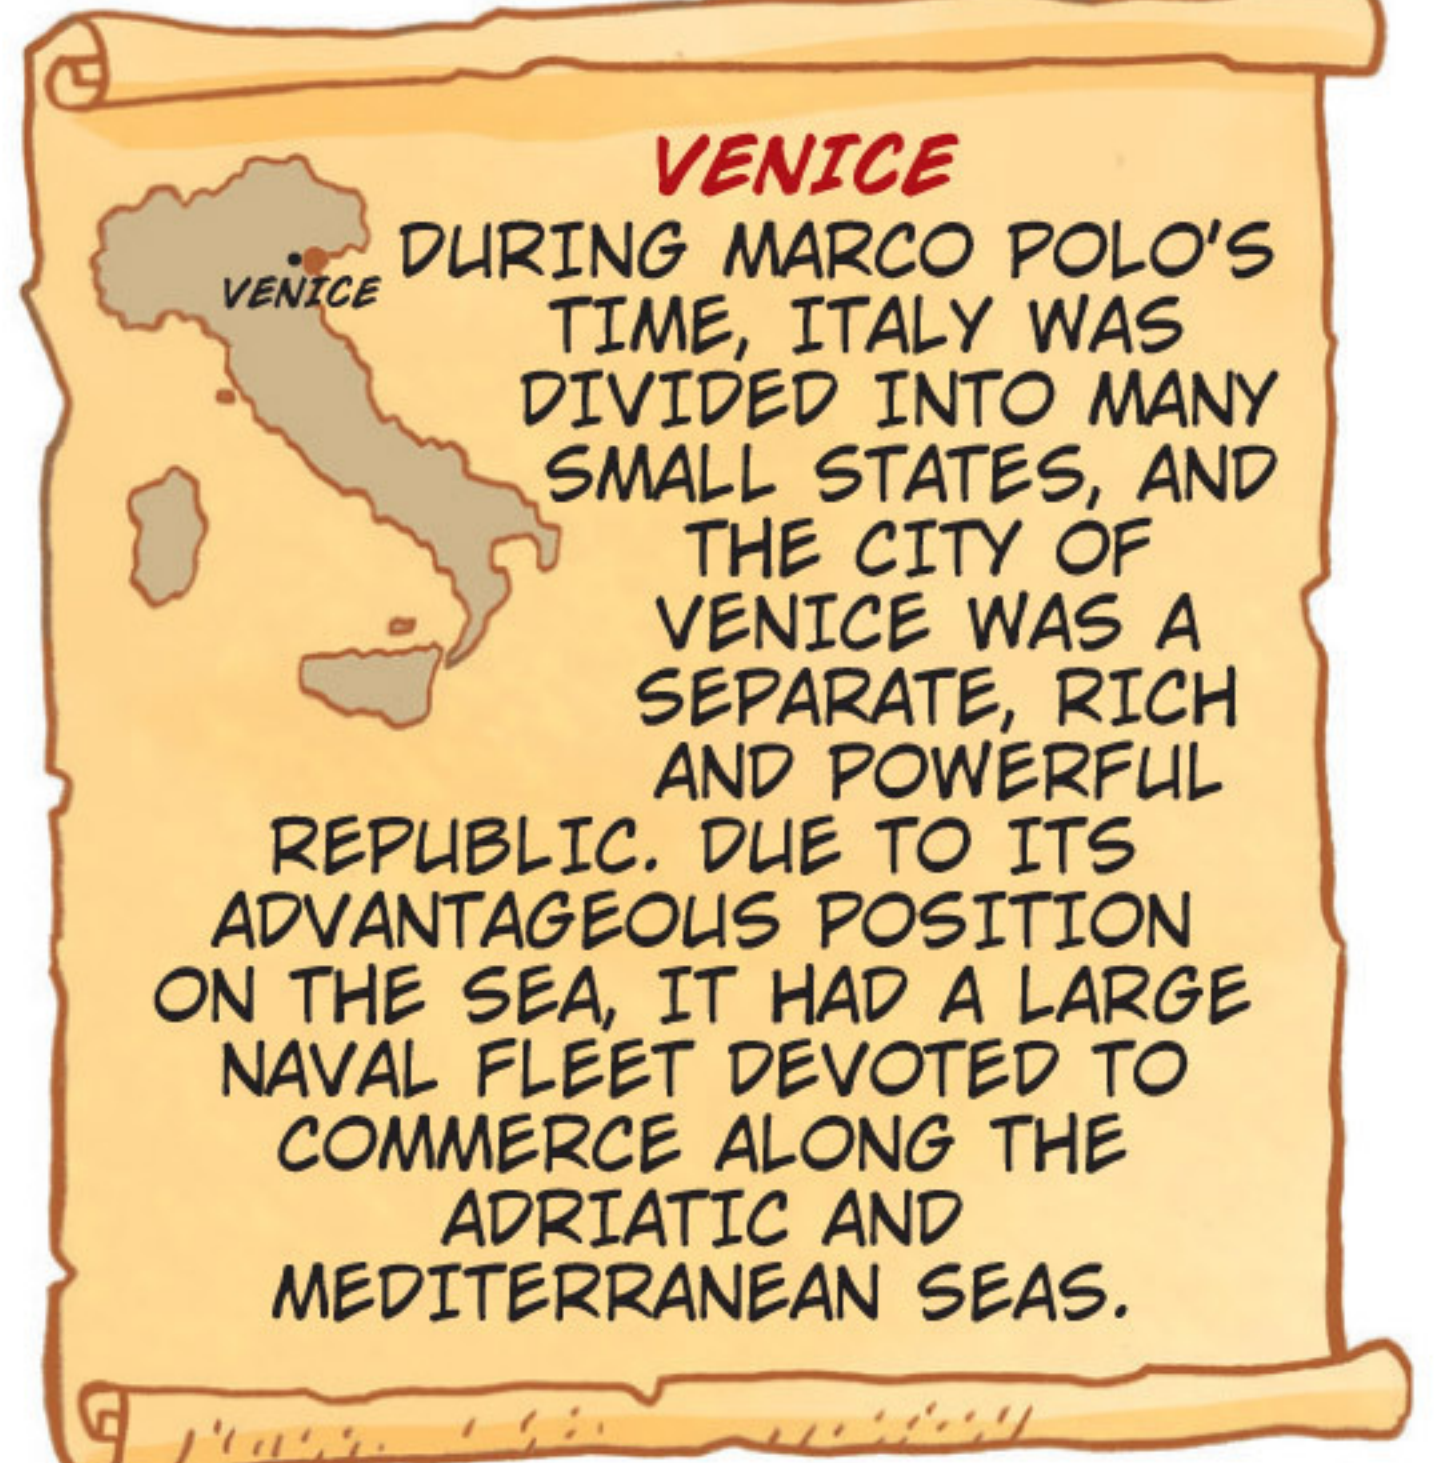 VENICE
VENICE
DURING MARCO POLO'S
TIME, ITALY WAS
DIVIDED INTO MANY
SMALL STATES, AND
THE CITY OF
VENICE WAS A
SEPARATE, RICH
AND POWERFUL
REPUBLIC. DUE TO ITS
ADVANTAGEOUS POSITION
ON THE SEA, IT HAD A LARGE
NAVAL FLEET DEVOTED TO
COMMERCE ALONG THE
ADRIATIC AND
MEDITERRANEAN SEAS.